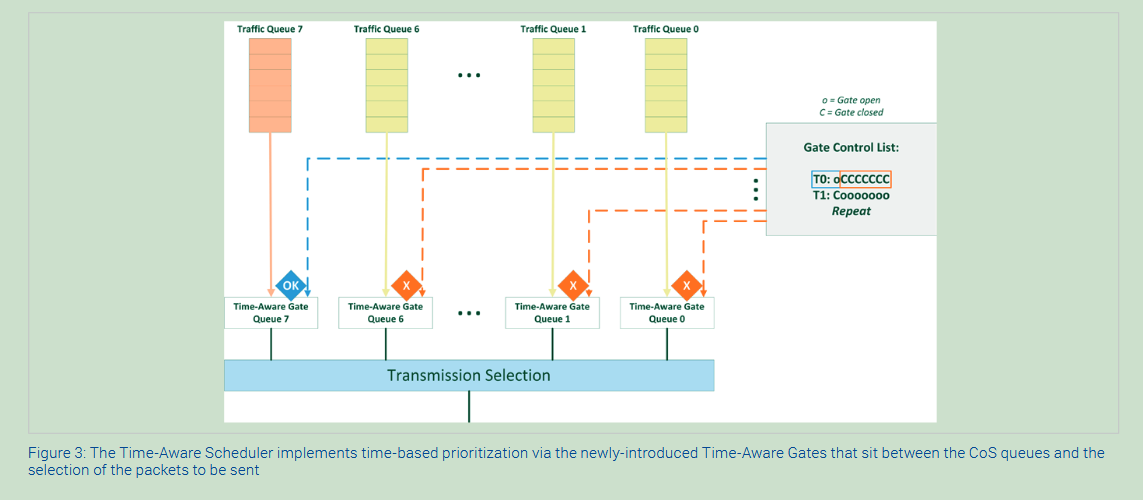 Traffic Queue 7
Traffic Queue 6
Traffic Queue 1
Traffic Queue 0
•••
o = Gate open
C = Gate closed
Gate Control List:
T0: oCCCCCCC
T1: Cooooooo
Repeat
OK
X
X
X
Time-Aware Gate
Queue 7
Time-Aware Gate
Queue 6
•••
Time-Aware Gate
Queue 1
Time-Aware Gate
Queue 0
Transmission Selection
Figure 3: The Time-Aware Scheduler implements time-based prioritization via the newly-introduced Time-Aware Gates that sit between the CoS queues and the
selection of the packets to be sent